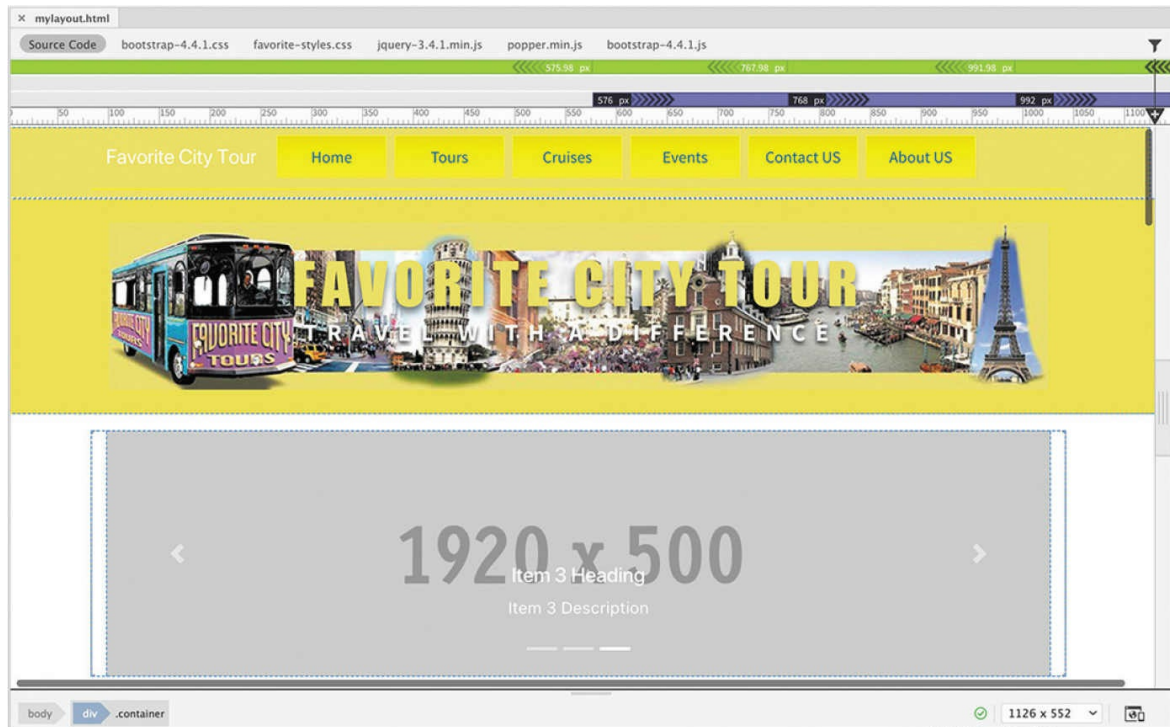 × mylayout.html
Source Code bootstrap-4.4.1.css favorite-styles.css jquery-3.4.1.min.js popper.min.js bootstrap-4.4.1.js
575.98 px 767.98 px 991.98 px
576 px 768 px 992 px
50 100 150 200 250 300 350 400 450 500 550 600 650 700 750 800 850 900 950 1000 1050 1100
Favorite City Tour Home Tours Cruises Events Contact US About US
FAVORITE CITY TOUR
TRAVEL WITH A DIFFERENCE
FAVORITE CITY
TOURS
1920 x 500
Item 3 Heading
Item 3 Description
body div .container 1126 x 552